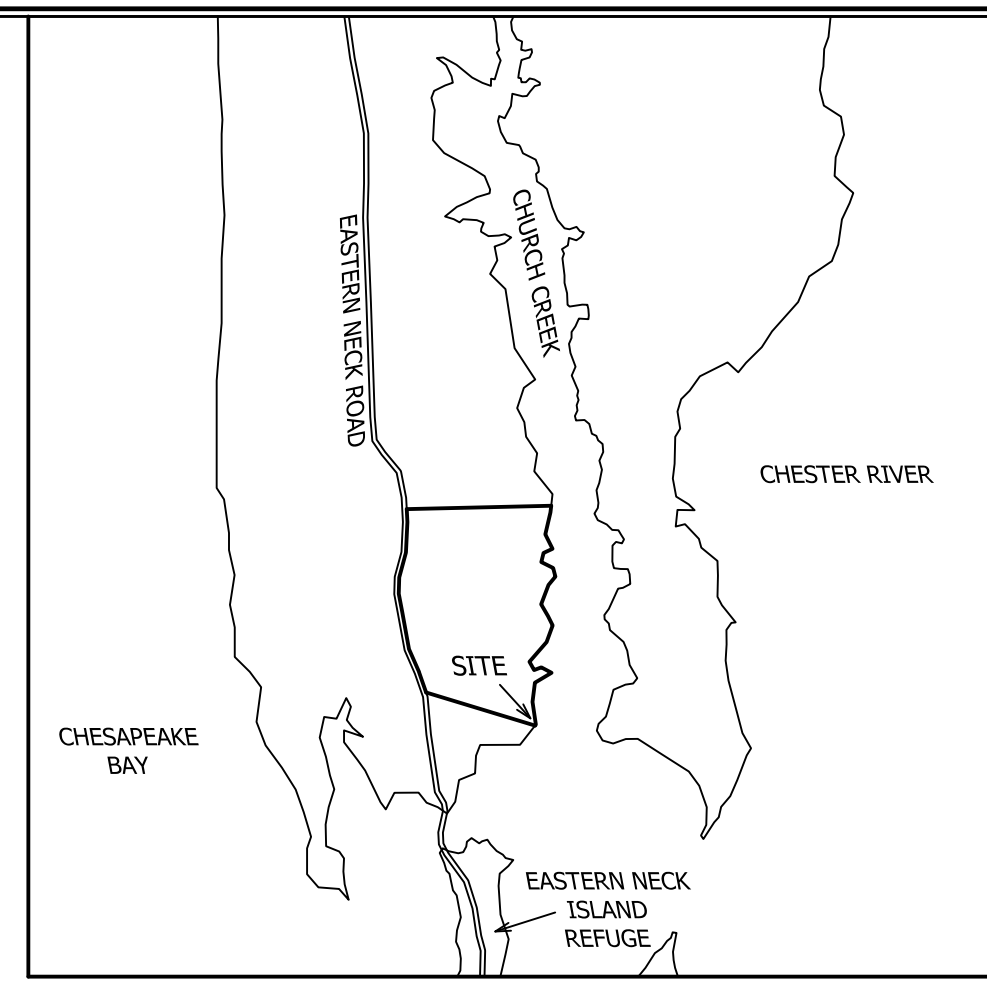 EASTERN NECK ROAD
CHURCH CREEK
CHESTER RIVER
SITE
CHESAPEAKE
BAY
EASTERN NECK
ISLAND
REFUGE